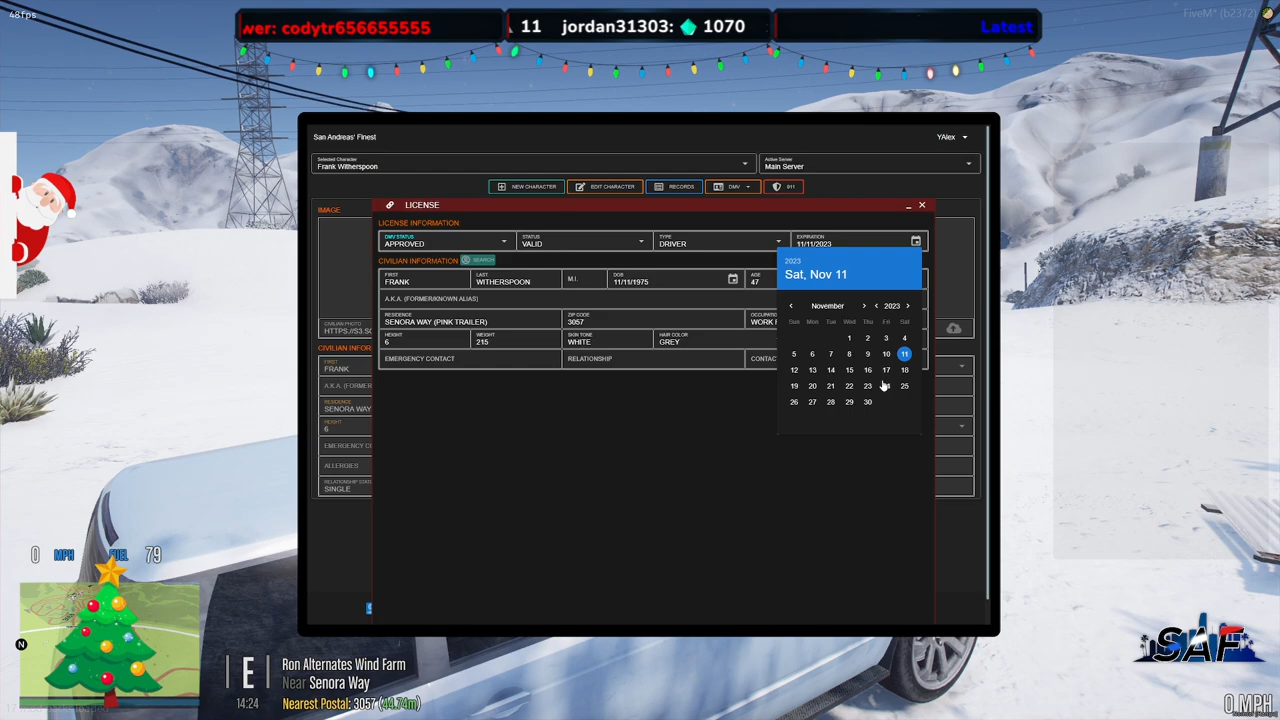 48fps
wer: codytr656655555
11 jordan31303: 1070
Latest
FiveM* (b2372)
San Andreas' Finest
YAlex
Selected Character
Frank Witherspoon
Active Server
Main Server
NEW CHARACTER
EDIT CHARACTER
RECORDS
DMV
911
IMAGE
LICENSE
LICENSE INFORMATION:
DMV STATUS
APPROVED
STATUS
VALID
TYPE
DRIVER
EXPIRATION
11/11/2023
CIVILIAN INFORMATION
SEARCH
FIRST
FRANK
LAST
WITHERSPOON
M.I.
DOB
11/11/1975
AGE
47
A.K.A. (FORMER/KNOWN ALIAS)
RESIDENCE
SENORA WAY (PINK TRAILER)
ZIP CODE
3057
WORK F
HEIGHT
6
WEIGHT
215
SKIN TONE
WHITE
HAIR COLOR
GREY
EMERGENCY CONTACT
RELATIONSHIP
CONTAC
2023
Sat, Nov 11
November
2023
Sun Mon Tue Wed Thu Fri Sat
1 2 3 4
5 6 7 8 9 10 11
12 13 14 15 16 17 18
19 20 21 22 23 25
26 27 28 29 30
CIVILIAN PHOTO
HTTPS://S3.SC
CIVILIAN INFOR
FIRST
FRANK
A.K.A. (FORMER
RESIDENCE
SENORA WAY
HEIGHT
6
EMERGENCY C
ALLERGIES
RELATIONSHIP STAT
SINGLE
0 MPH FUEL 79
N
E
14:24
Ron Alternates Wind Farm
Near Senora Way
Nearest Postal: 3057 (44.74m)
SAF
0 MPH